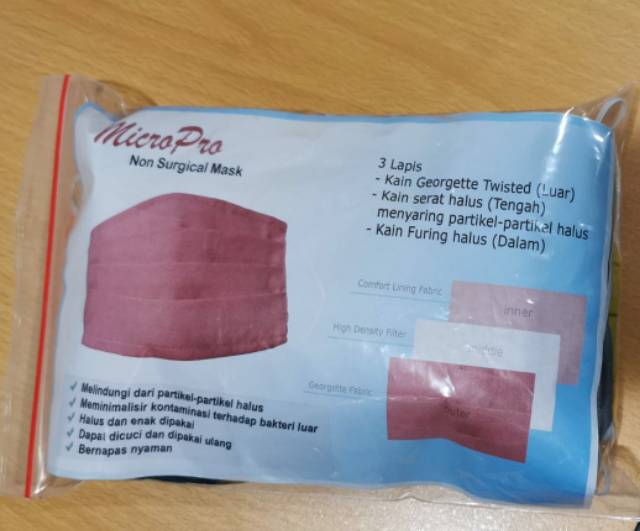 MicroPro
Non Surgical Mask
3 Lapis
- Kain Georgette Twisted (Luar)
- Kain serat halus (Tengah)
menyaring partikel-partikel halus
- Kain Furing halus (Dalam)
Comfort Lining Fabric
inner
High Density Filter
middle
Georgette Fabric
outer
✓ Melindungi dari partikel-partikel halus
✓ Meminimalisir kontaminasi terhadap bakteri luar
✓ Halus dan enak dipakai
✓ Dapat dicuci dan dipakai ulang
✓ Bernapas nyaman